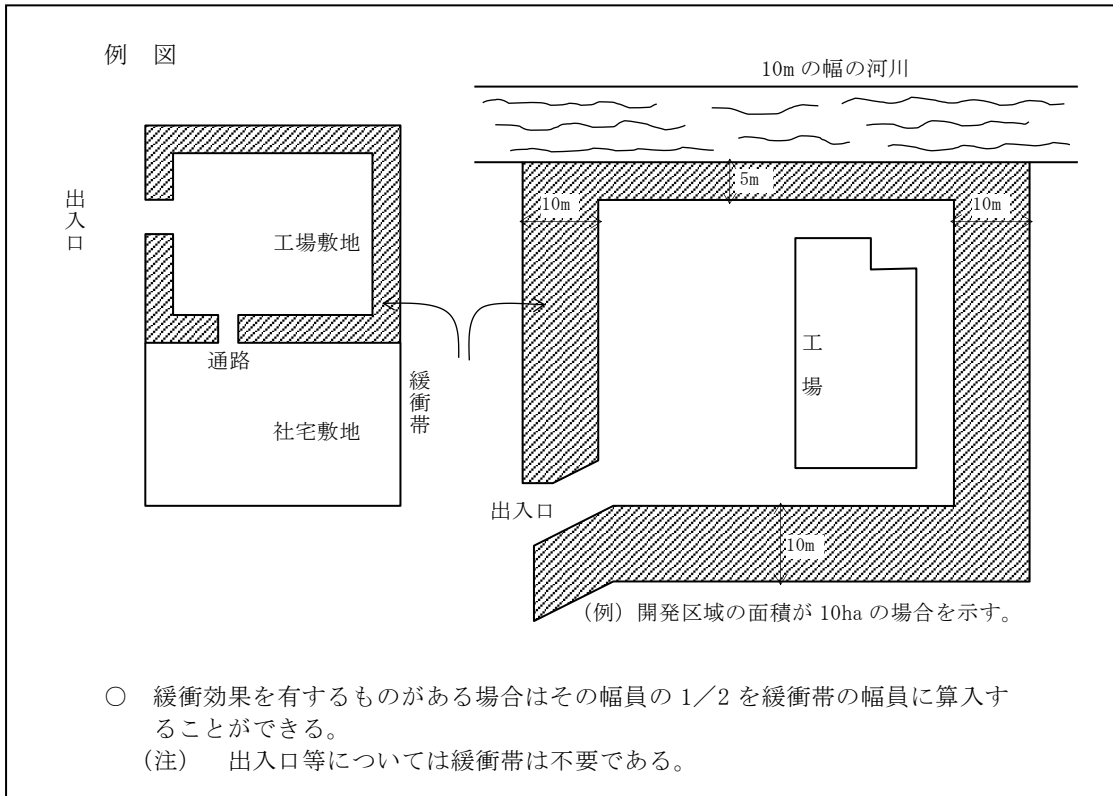 例　図
10m の幅の河川
5m
10m
10m
出入口
工場敷地
通路
緩衝帯
社宅敷地
工場
出入口
10m
（例）開発区域の面積が 10ha の場合を示す。
○　緩衝効果を有するものがある場合はその幅員の 1／2 を緩衝帯の幅員に算入す
ることができる。
（注）　出入口等については緩衝帯は不要である。